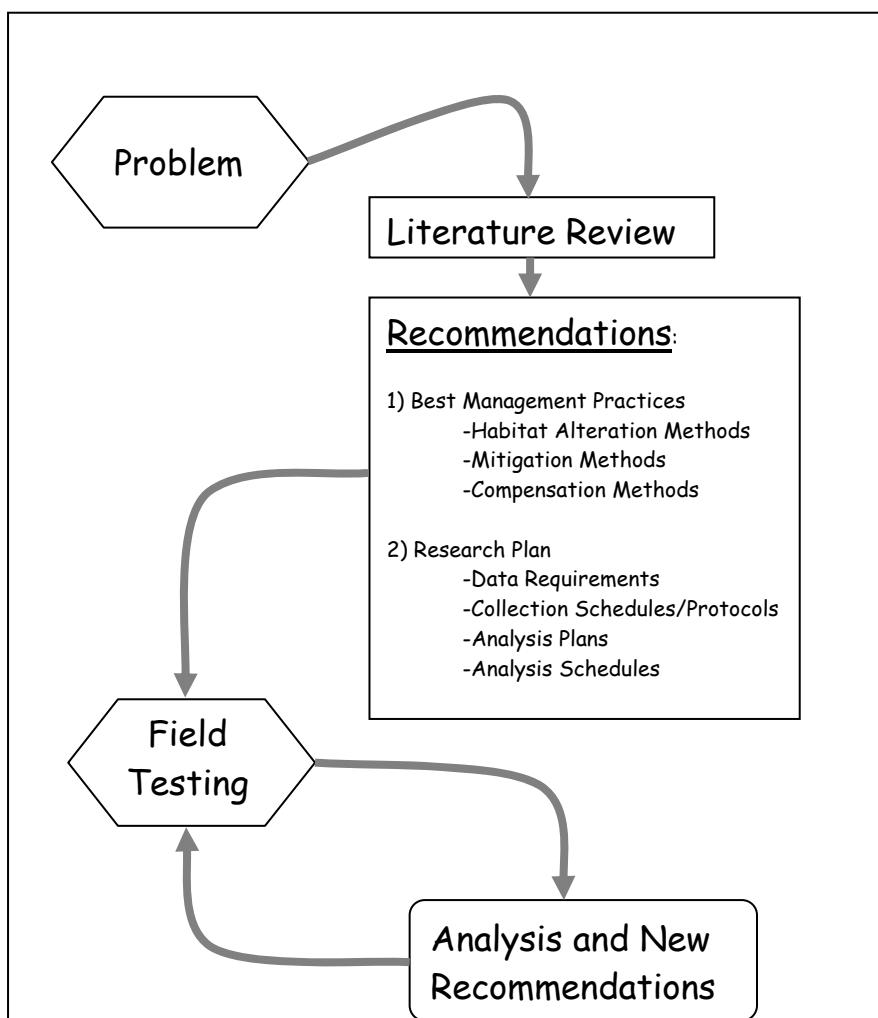 Problem
Literature Review
Recommendations:
1) Best Management Practices
-Habitat Alteration Methods
-Mitigation Methods
-Compensation Methods
2) Research Plan
-Data Requirements
-Collection Schedules/Protocols
-Analysis Plans
-Analysis Schedules
Field
Testing
Analysis and New
Recommendations